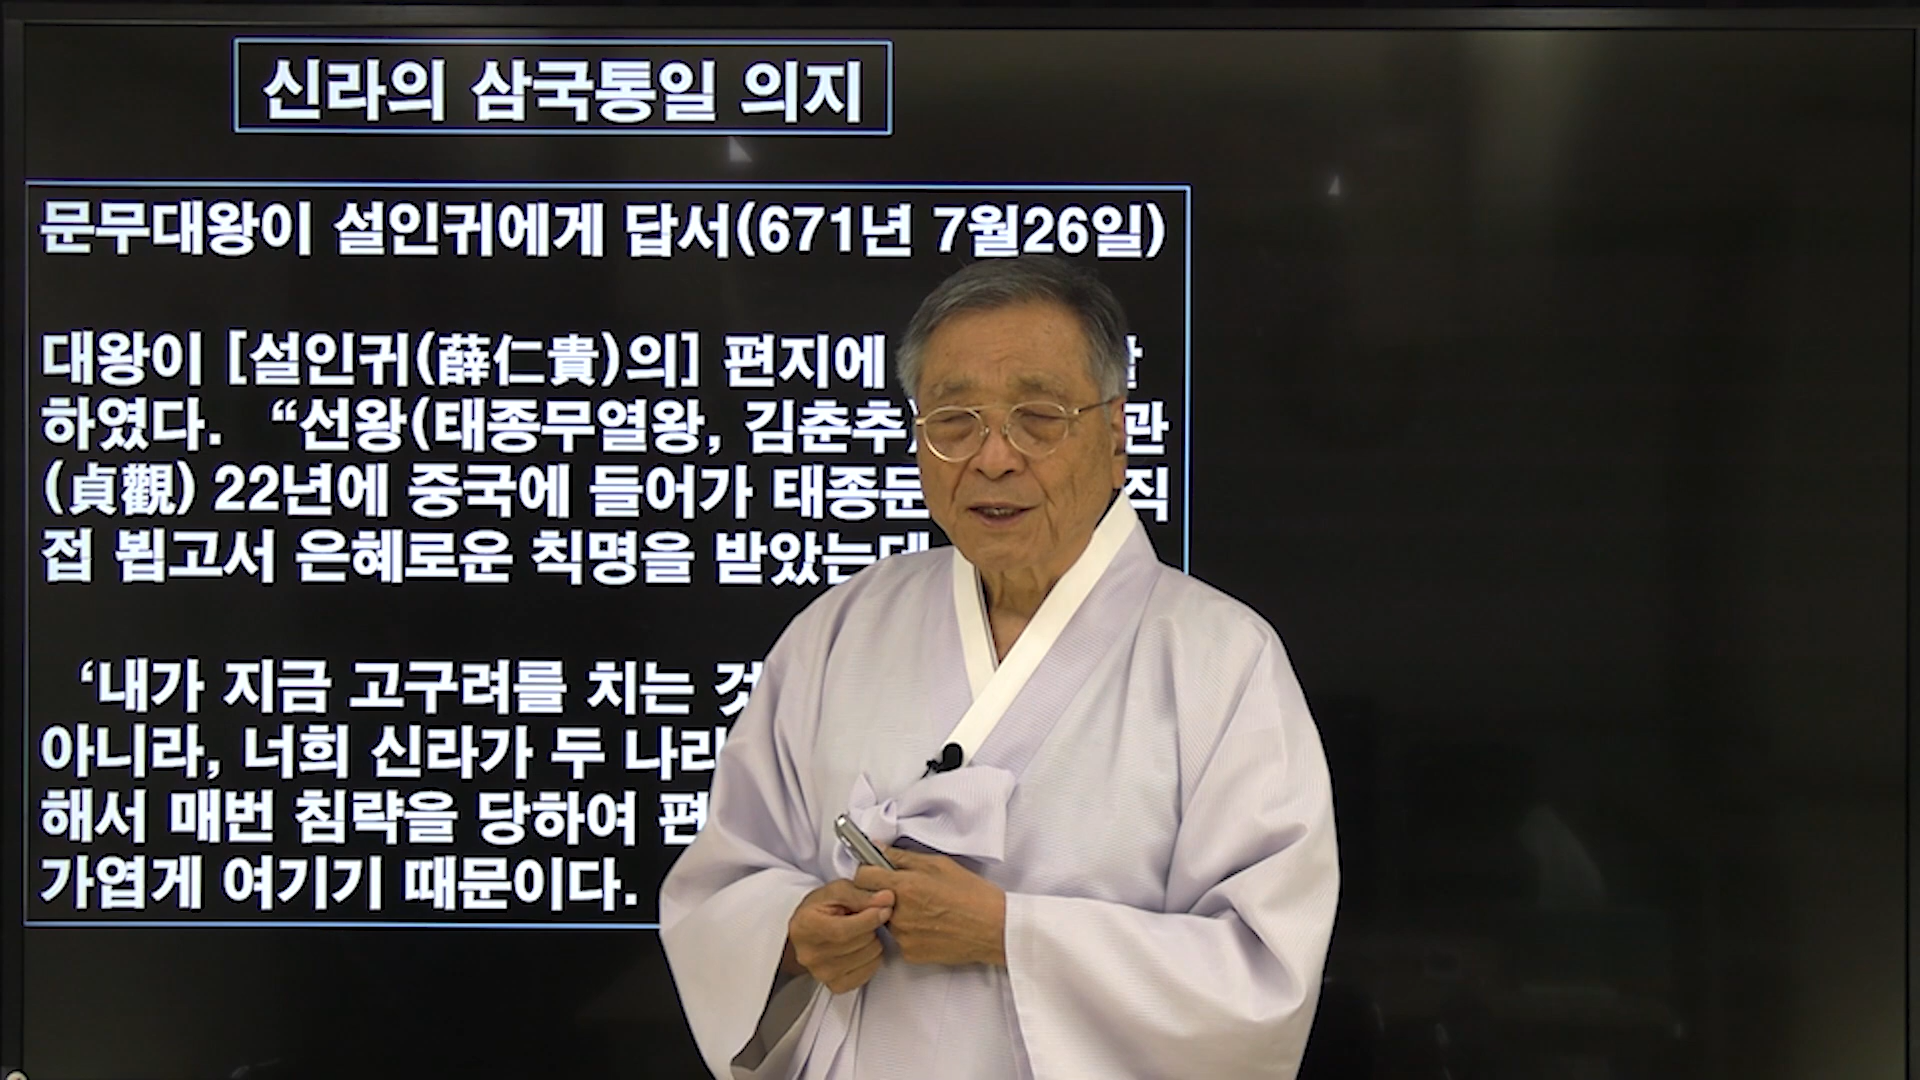 신라의 삼국통일 의지
문무대왕이 설인귀에게 답서(671년 7월26일)
대왕이 [설인귀(薛仁貴)의] 편지에
하였다. “선왕(태종무열왕, 김춘추) 관
(貞觀) 22년에 중국에 들어가 태종문 직
접 뵙고서 은혜로운 칙명을 받았는데
‘내가 지금 고구려를 치는
아니라, 너희 신라가 두
해서 매번 침략을 당하여
가엽게 여기기 때문이다.